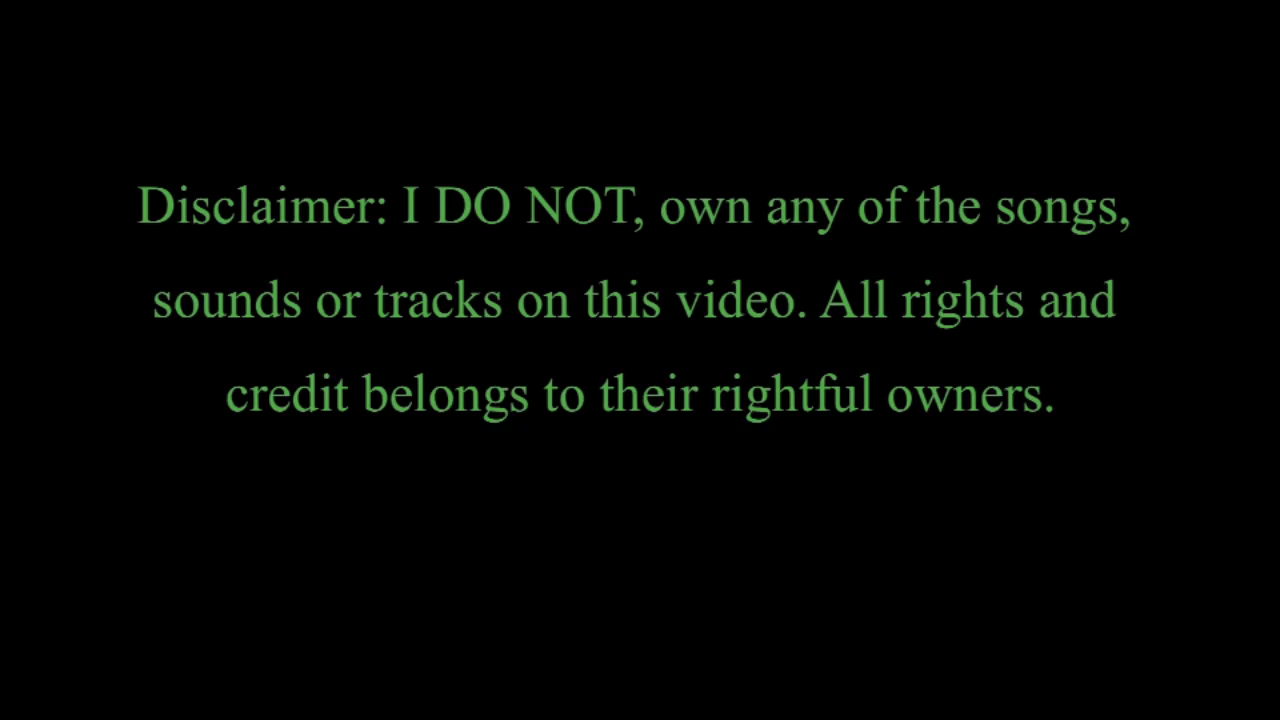 Disclaimer: I DO NOT, own any of the songs,
sounds or tracks on this video. All rights and
credit belongs to their rightful owners.